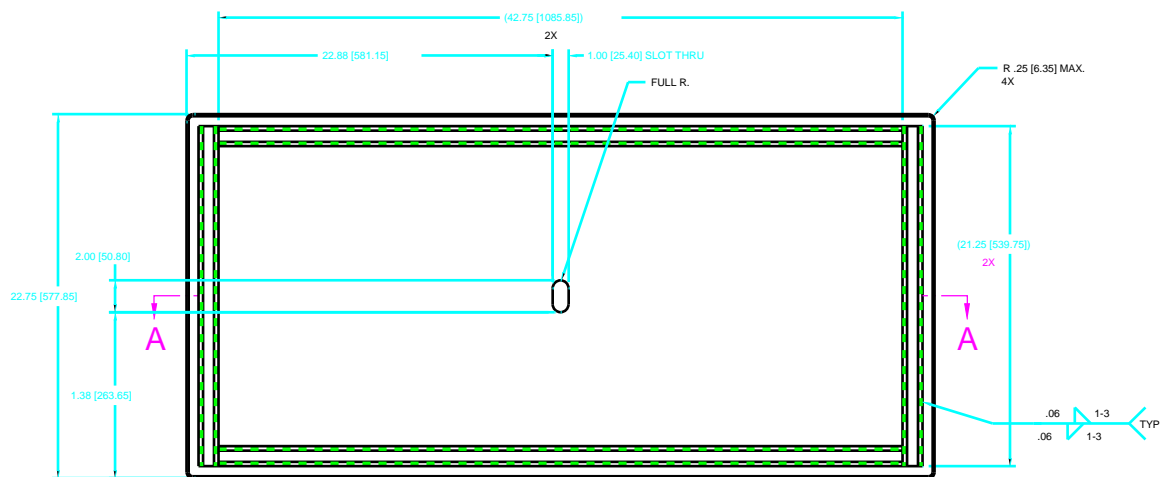 (42.75 [1085.85])
2X
22.88 [581.15]
1.00 [25.40] SLOT THRU
FULL R.
R .25 [6.35] MAX.
4X
2.00 [50.80]
(21.25 [539.75])
2X
22.75 [577.85]
A
A
1.38 [263.65]
.06
1-3
.06
1-3
TYP